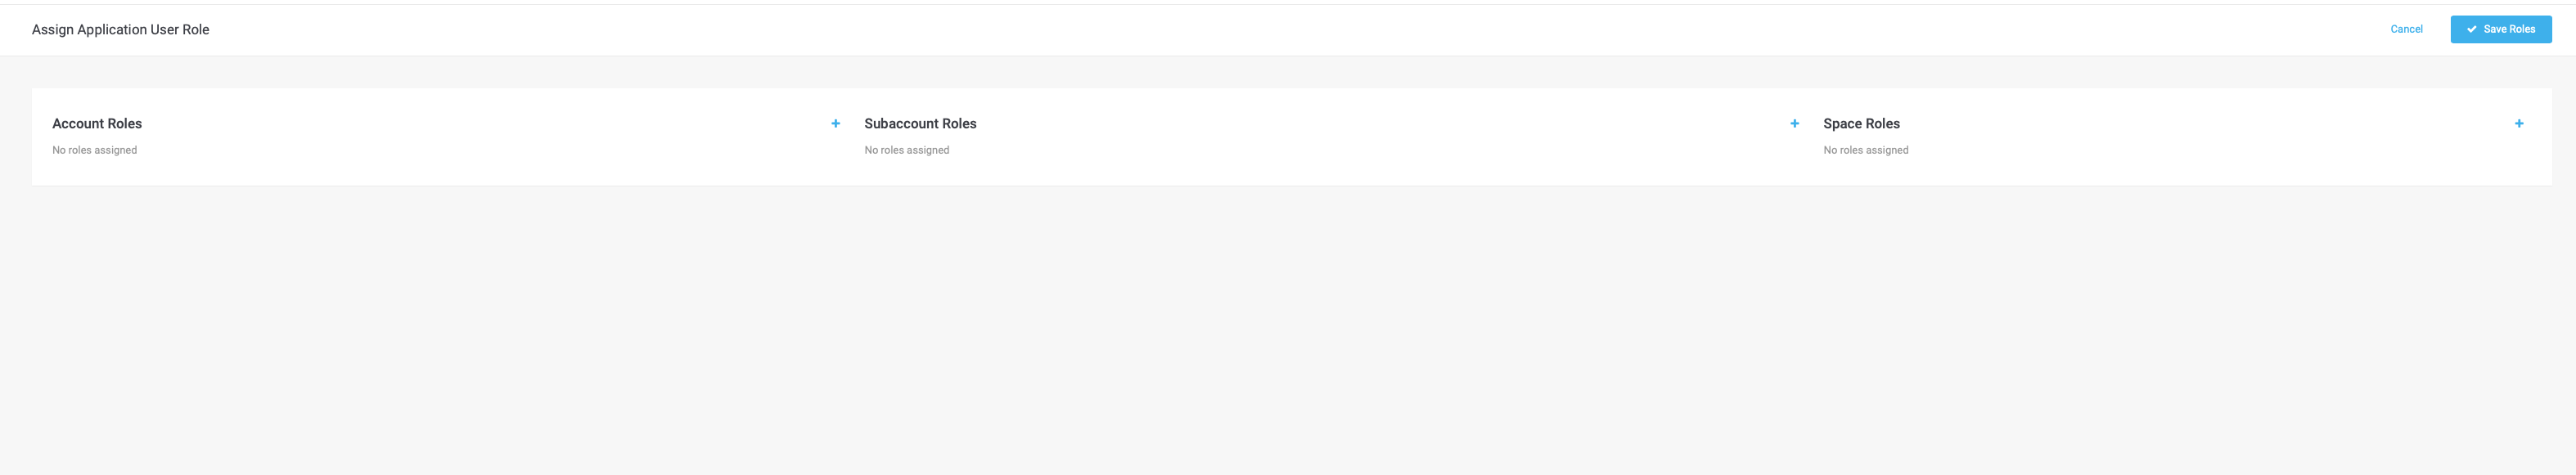 Assign Application User Role
Cancel
Save Roles
Account Roles
No roles assigned
Subaccount Roles
No roles assigned
Space Roles
No roles assigned